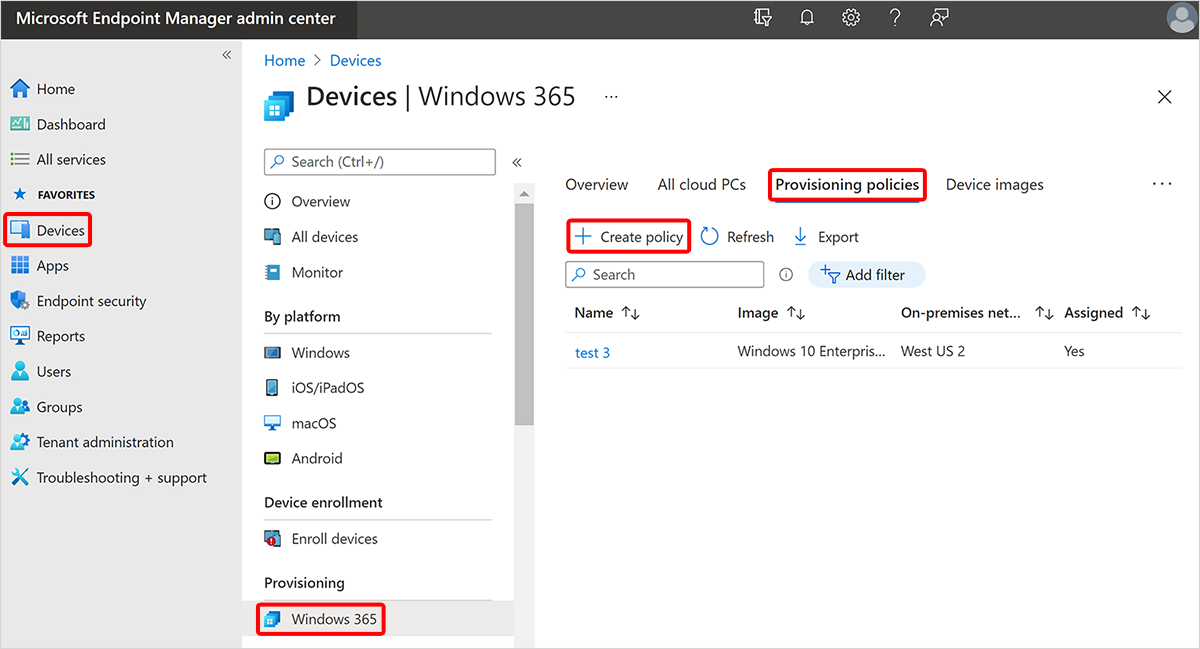 Microsoft Endpoint Manager admin center
Home
Dashboard
All services
FAVORITES
Devices
Apps
Endpoint security
Reports
Users
Groups
Tenant administration
Troubleshooting + support
Home > Devices
Devices | Windows 365 ...
Search (Ctrl+/)
Overview
All devices
Monitor
By platform
Windows
iOS/iPadOS
macOS
Android
Device enrollment
Enroll devices
Provisioning
Windows 365
Overview All cloud PCs Provisioning policies Device images ...
+ Create policy Refresh Export
Search Add filter
Name ↑↓ Image ↑↓ On-premises net... ↑↓ Assigned ↑↓
test 3 Windows 10 Enterpris... West US 2 Yes